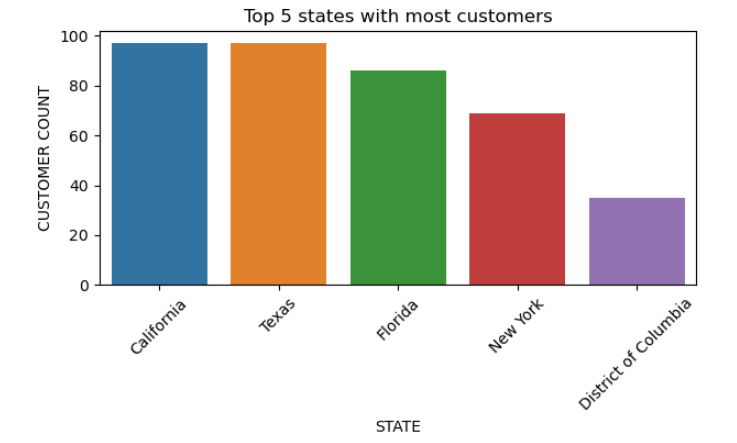 Top 5 states with most customers
CUSTOMER COUNT
100
80
60
40
20
0
California
Texas
Florida
New York
District of Columbia
STATE